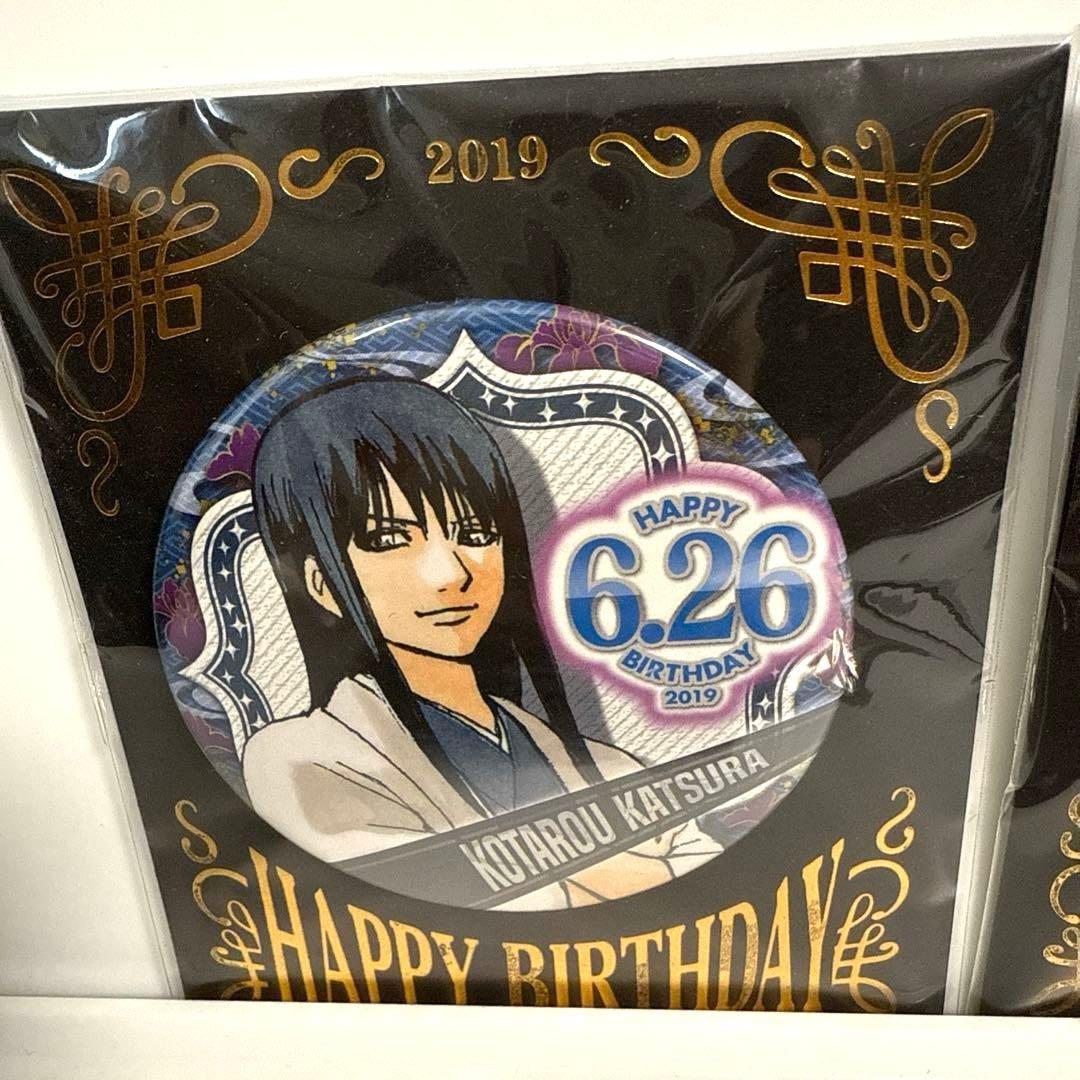 2019
HAPPY
6.26
BIRTHDAY
2019
KOTAROU KATSURA
HAPPY BIRTHDAY